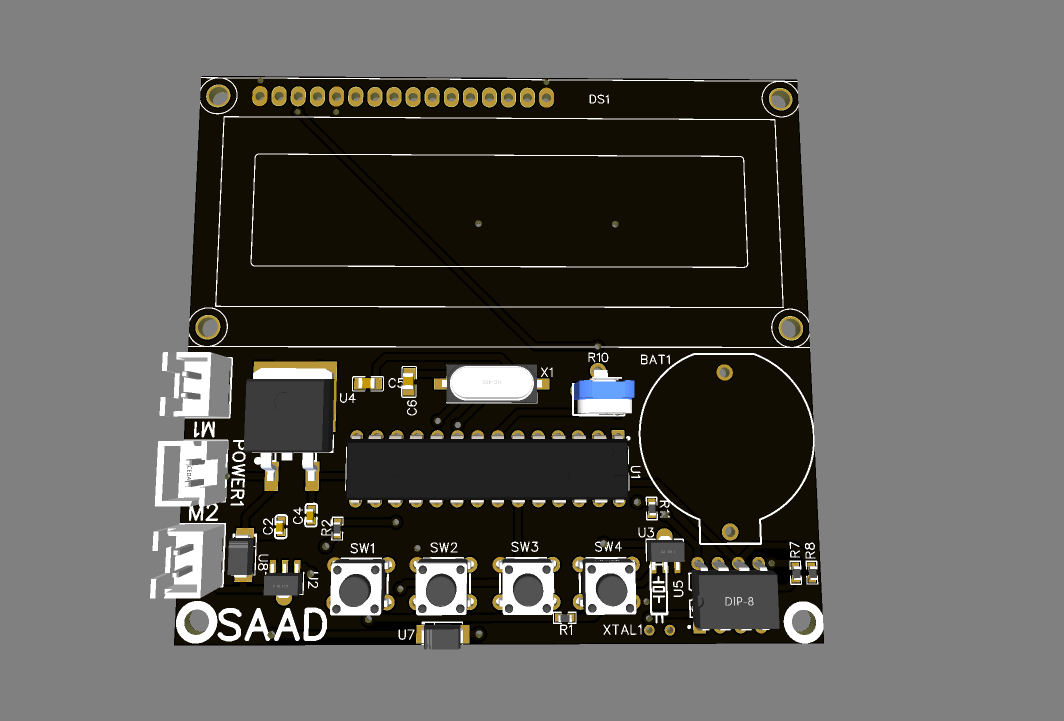 DS1
R10
BAT1
X1
C5
C6
U4
M1
POWER1
U1
M2
C2
C4
R2
SW1
SW2
SW3
SW4
U3
R7
R8
U8
U2
U5
DIP-8
SAAD
U7
R1
XTAL1